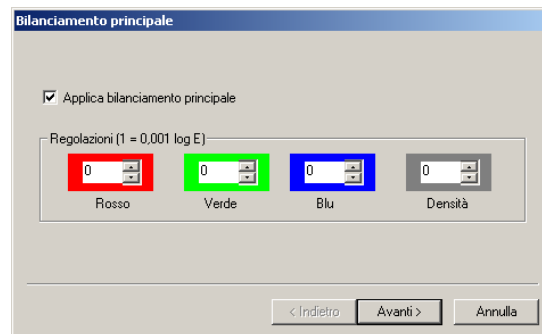 Bilanciamento principale
Applica bilanciamento principale
Regolazioni (1 = 0,001 log E)
0 0 0 0
Rosso Verde Blu Densità
< Indietro Avanti > Annulla